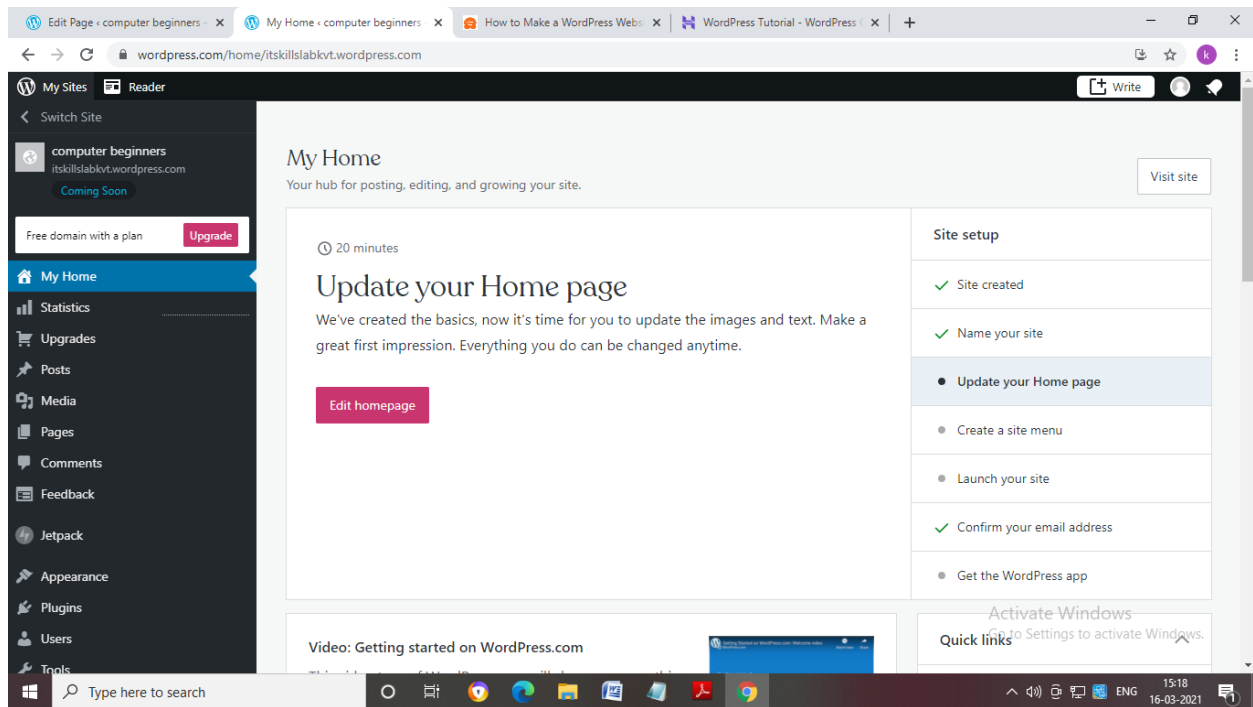 Edit Page ‹ computer beginners -
My Home ‹ computer beginners -
How to Make a WordPress Webs
WordPress Tutorial - WordPress
wordpress.com/home/itskillslabkvt.wordpress.com
k
My Sites
Reader
Write
Switch Site
computer beginners
itskillslabkvt.wordpress.com
Coming Soon
Free domain with a plan
Upgrade
My Home
Statistics
Upgrades
Posts
Media
Pages
Comments
Feedback
Jetpack
Appearance
Plugins
Users
Tools
My Home
Your hub for posting, editing, and growing your site.
Visit site
20 minutes
Update your Home page
We've created the basics, now it's time for you to update the images and text. Make a
great first impression. Everything you do can be changed anytime.
Edit homepage
Site setup
Site created
Name your site
Update your Home page
Create a site menu
Launch your site
Confirm your email address
Get the WordPress app
Video: Getting started on WordPress.com
Quick links
Activate Windows
Go to Settings to activate Windows.
Type here to search
ENG
15:18
16-03-2021
1